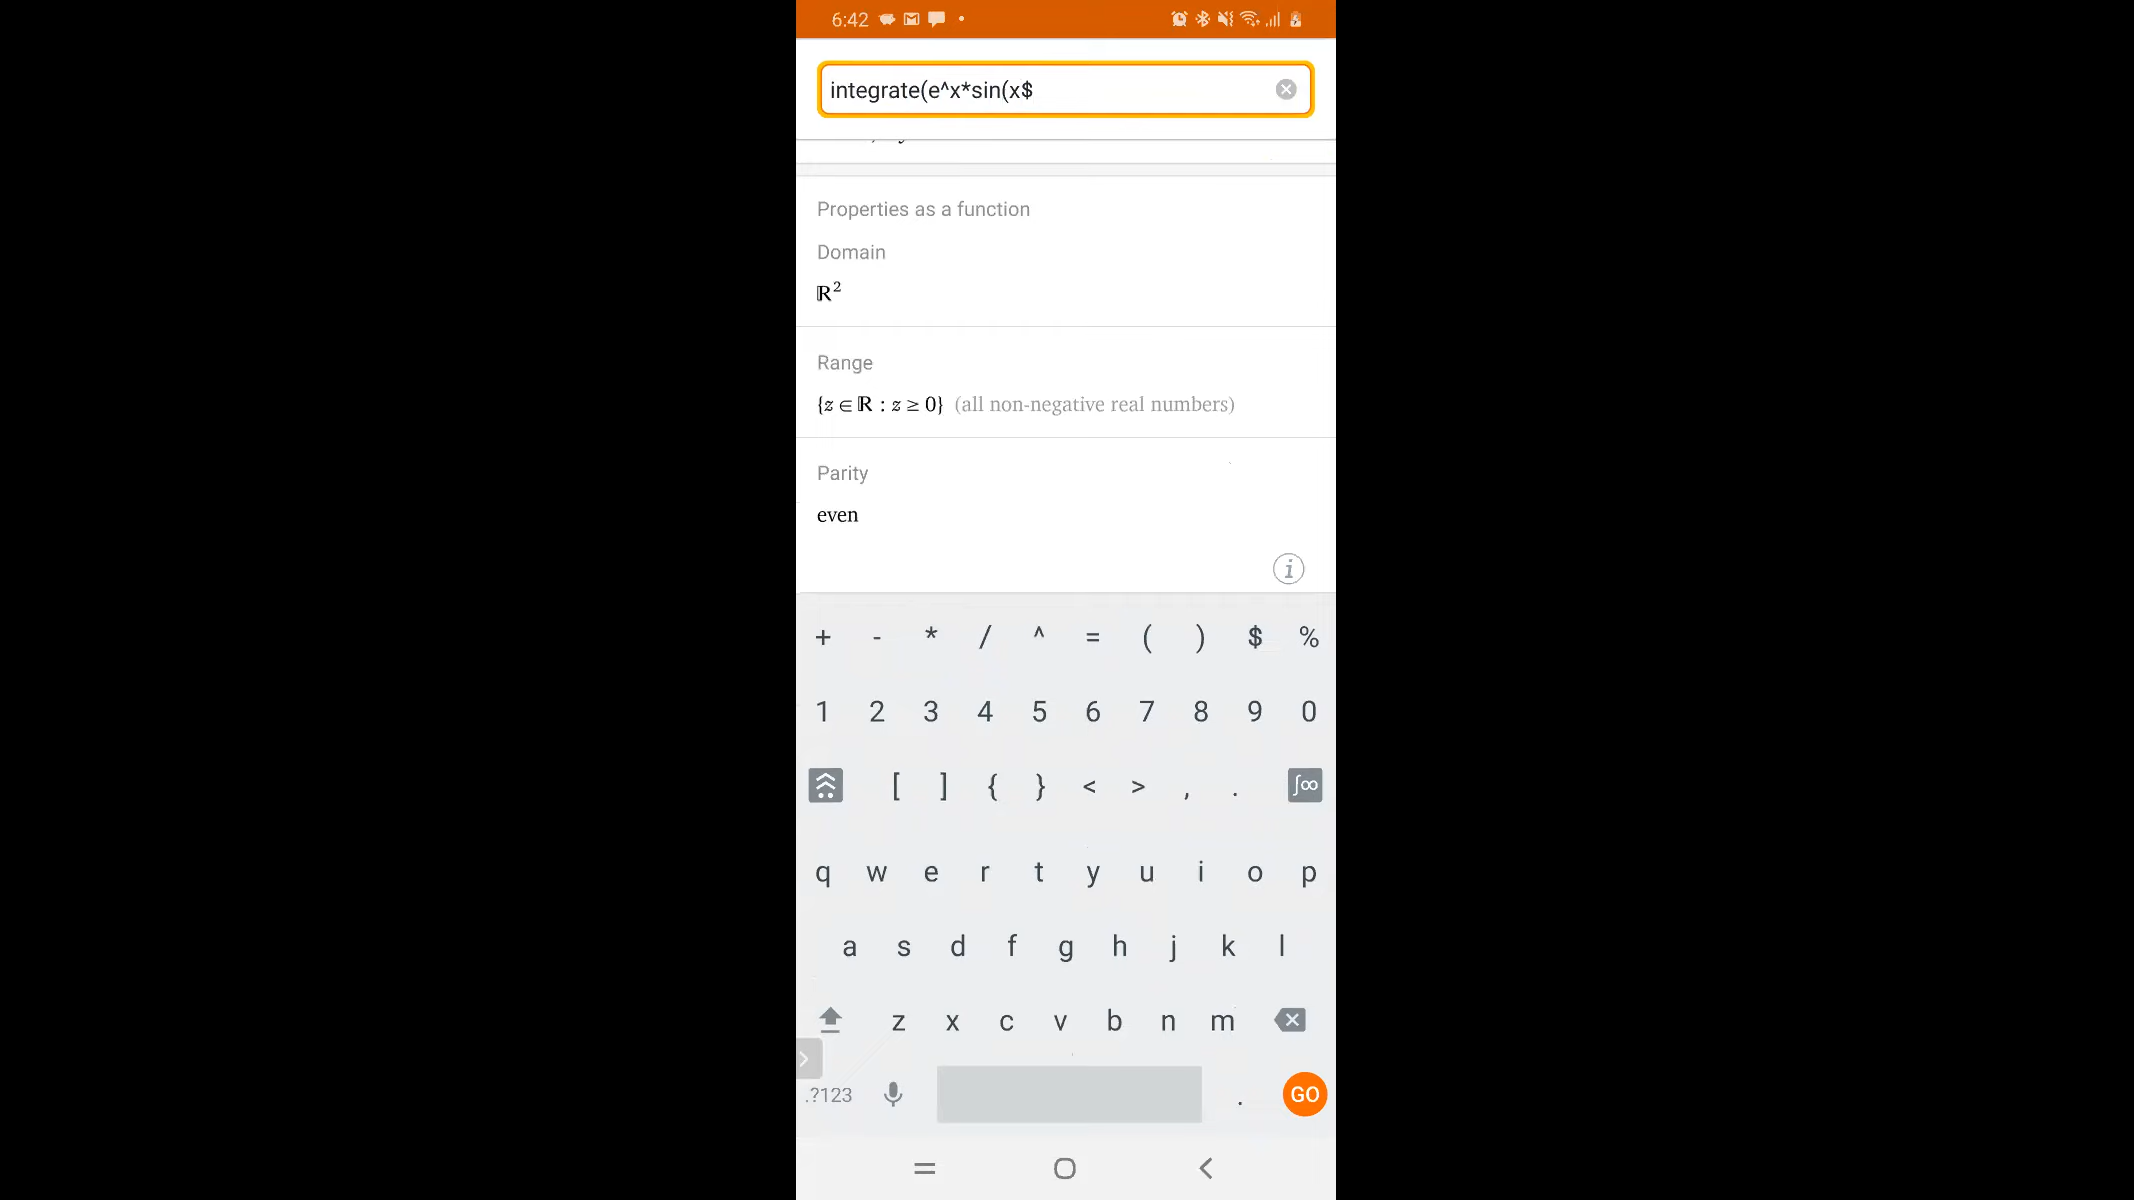 6:42
integrate(e^x*sin(x$
Properties as a function
Domain
ℝ²
Range
{z ∈ ℝ : z ≥ 0} (all non-negative real numbers)
Parity
even
i
+ - * / ^ = ( ) $ %
1 2 3 4 5 6 7 8 9 0
[ ] { } < > , . ∫∞
q w e r t y u i o p
a s d f g h j k l
z x c v b n m
.?123 . GO